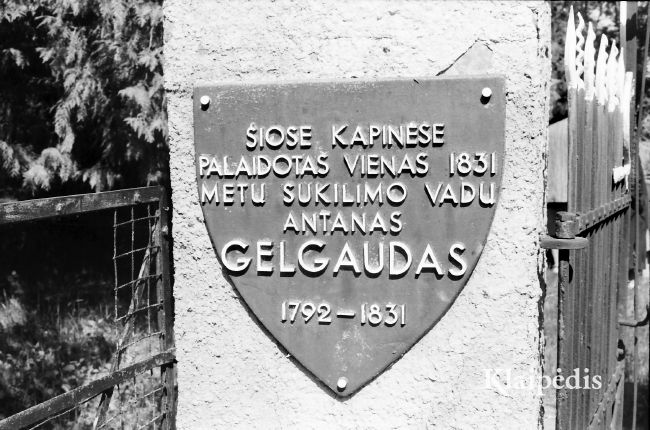 ŠIOSE KAPINĖSE
PALAIDOTAS VIENAS 1831
METŲ SUKILIMO VADŲ
ANTANAS
GELGAUDAS
1792 – 1831
Klaipėdis